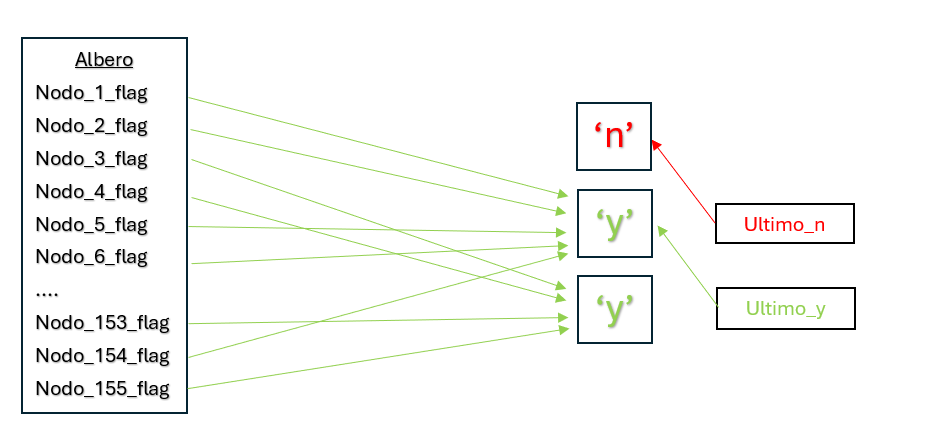 Albero
Nodo_1_flag
Nodo_2_flag
Nodo_3_flag
Nodo_4_flag
Nodo_5_flag
Nodo_6_flag
....
Nodo_153_flag
Nodo_154_flag
Nodo_155_flag
‘n’
‘y’
‘y’
Ultimo_n
Ultimo_y